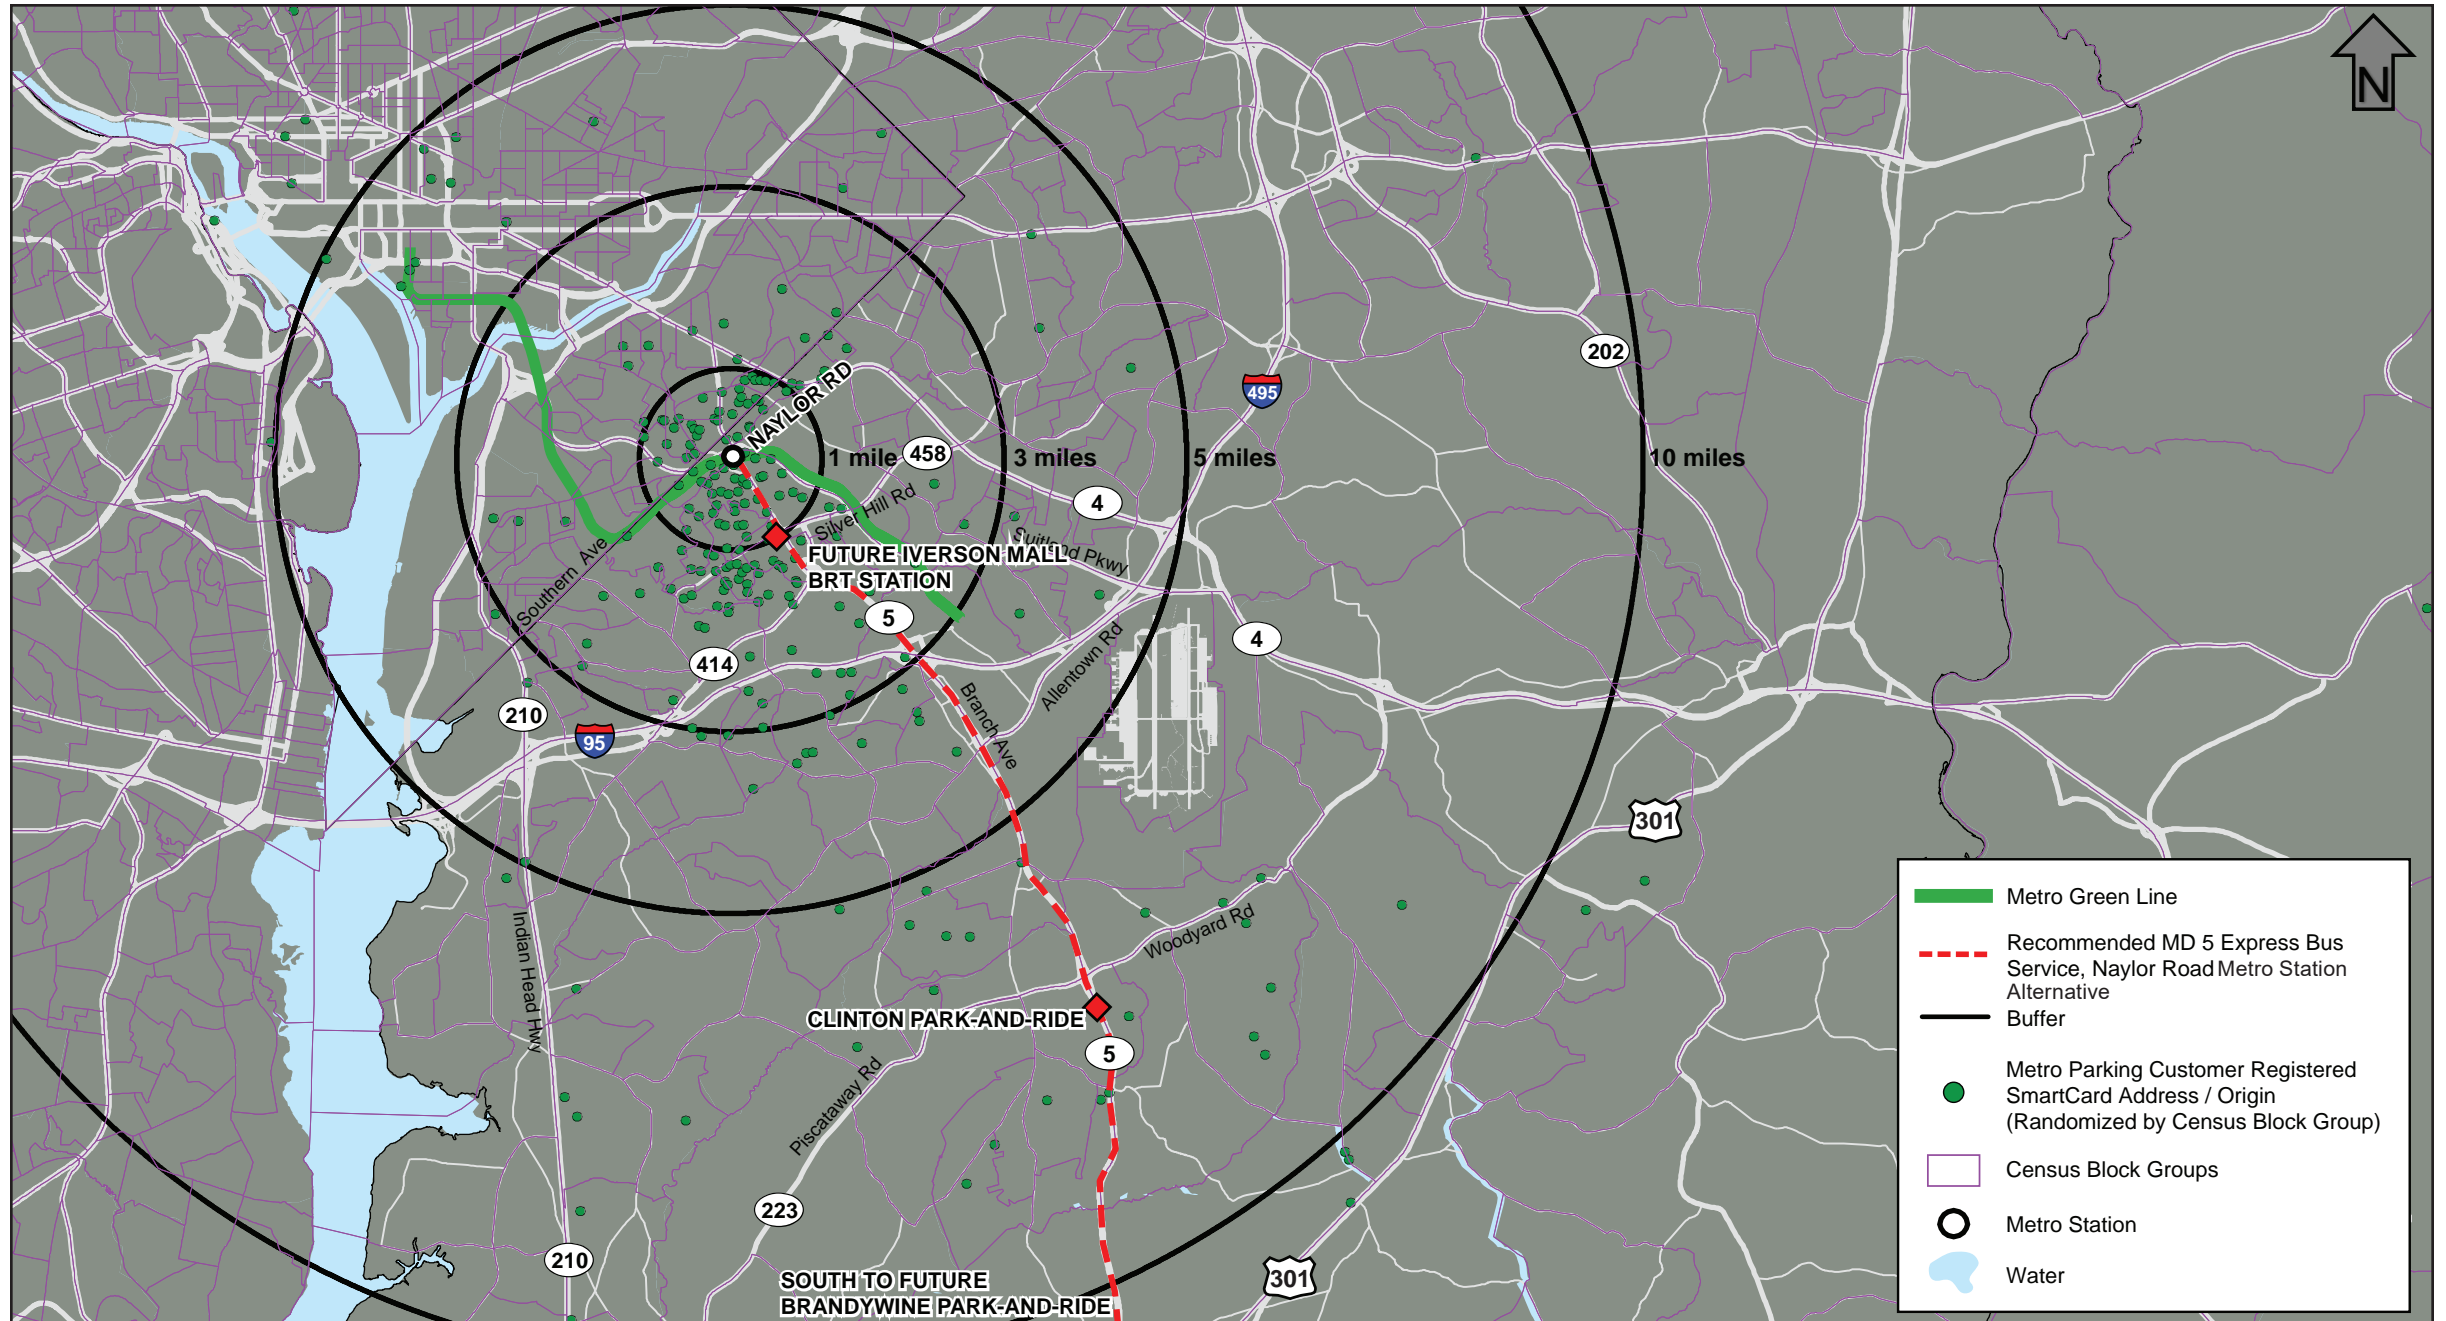 N
202
495
NAYLOR RD
1 mile
458
3 miles
5 miles
10 miles
4
Silver Hill Rd
Suitland Pkwy
FUTURE IVERSON MALL
BRT STATION
Southern Ave
5
4
414
Allentown Rd
210
95
Branch Ave
301
Indian Head Hwy
Woodyard Rd
CLINTON PARK-AND-RIDE
5
Piscataway Rd
223
210
301
SOUTH TO FUTURE
BRANDYWINE PARK-AND-RIDE
Metro Green Line
Recommended MD 5 Express Bus
Service, Naylor Road Metro Station
Alternative
Buffer
Metro Parking Customer Registered
SmartCard Address / Origin
(Randomized by Census Block Group)
Census Block Groups
Metro Station
Water